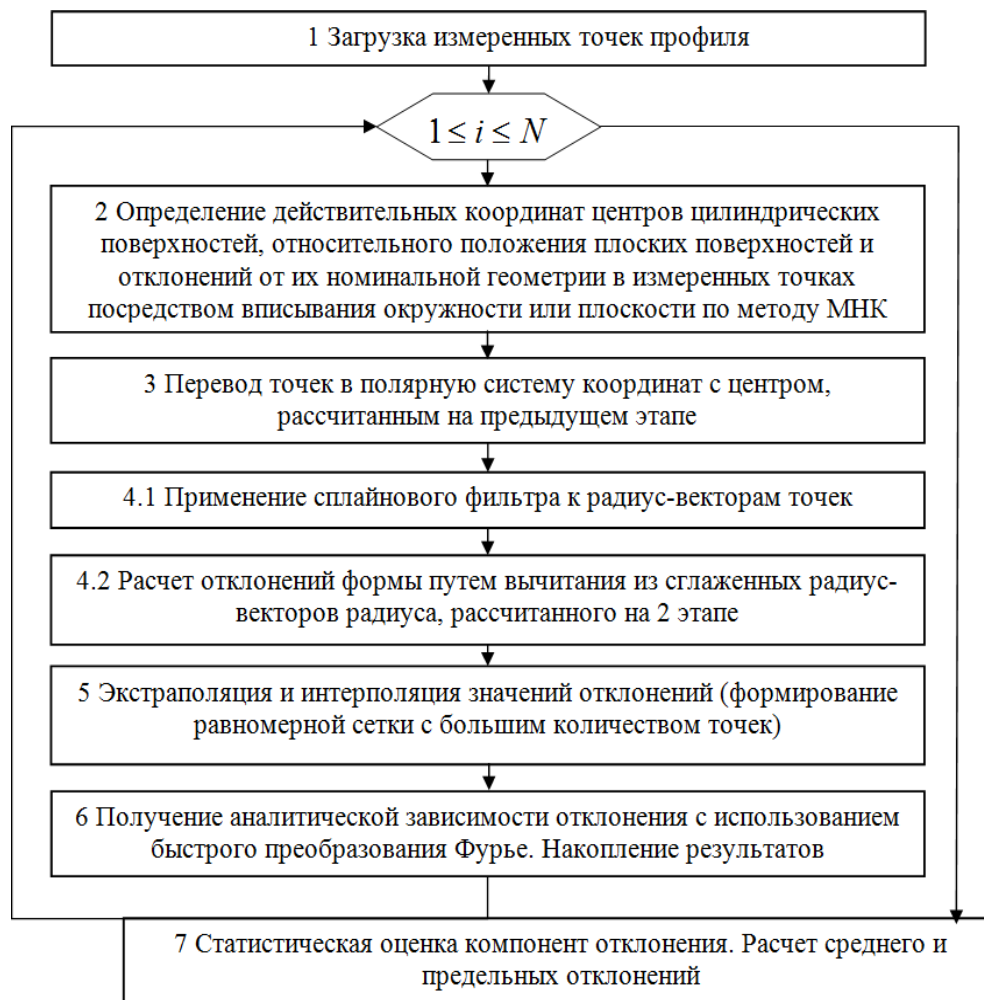 1 Загрузка измеренных точек профиля
1 ≤ i ≤ N
2 Определение действительных координат центров цилиндрических
поверхностей, относительного положения плоских поверхностей и
отклонений от их номинальной геометрии в измеренных точках
посредством вписывания окружности или плоскости по методу МНК
3 Перевод точек в полярную систему координат с центром,
рассчитанным на предыдущем этапе
4.1 Применение сплайнового фильтра к радиус-векторам точек
4.2 Расчет отклонений формы путем вычитания из сглаженных радиус-
векторов радиуса, рассчитанного на 2 этапе
5 Экстраполяция и интерполяция значений отклонений (формирование
равномерной сетки с большим количеством точек)
6 Получение аналитической зависимости отклонения с использованием
быстрого преобразования Фурье. Накопление результатов
7 Статистическая оценка компонент отклонения. Расчет среднего и
предельных отклонений